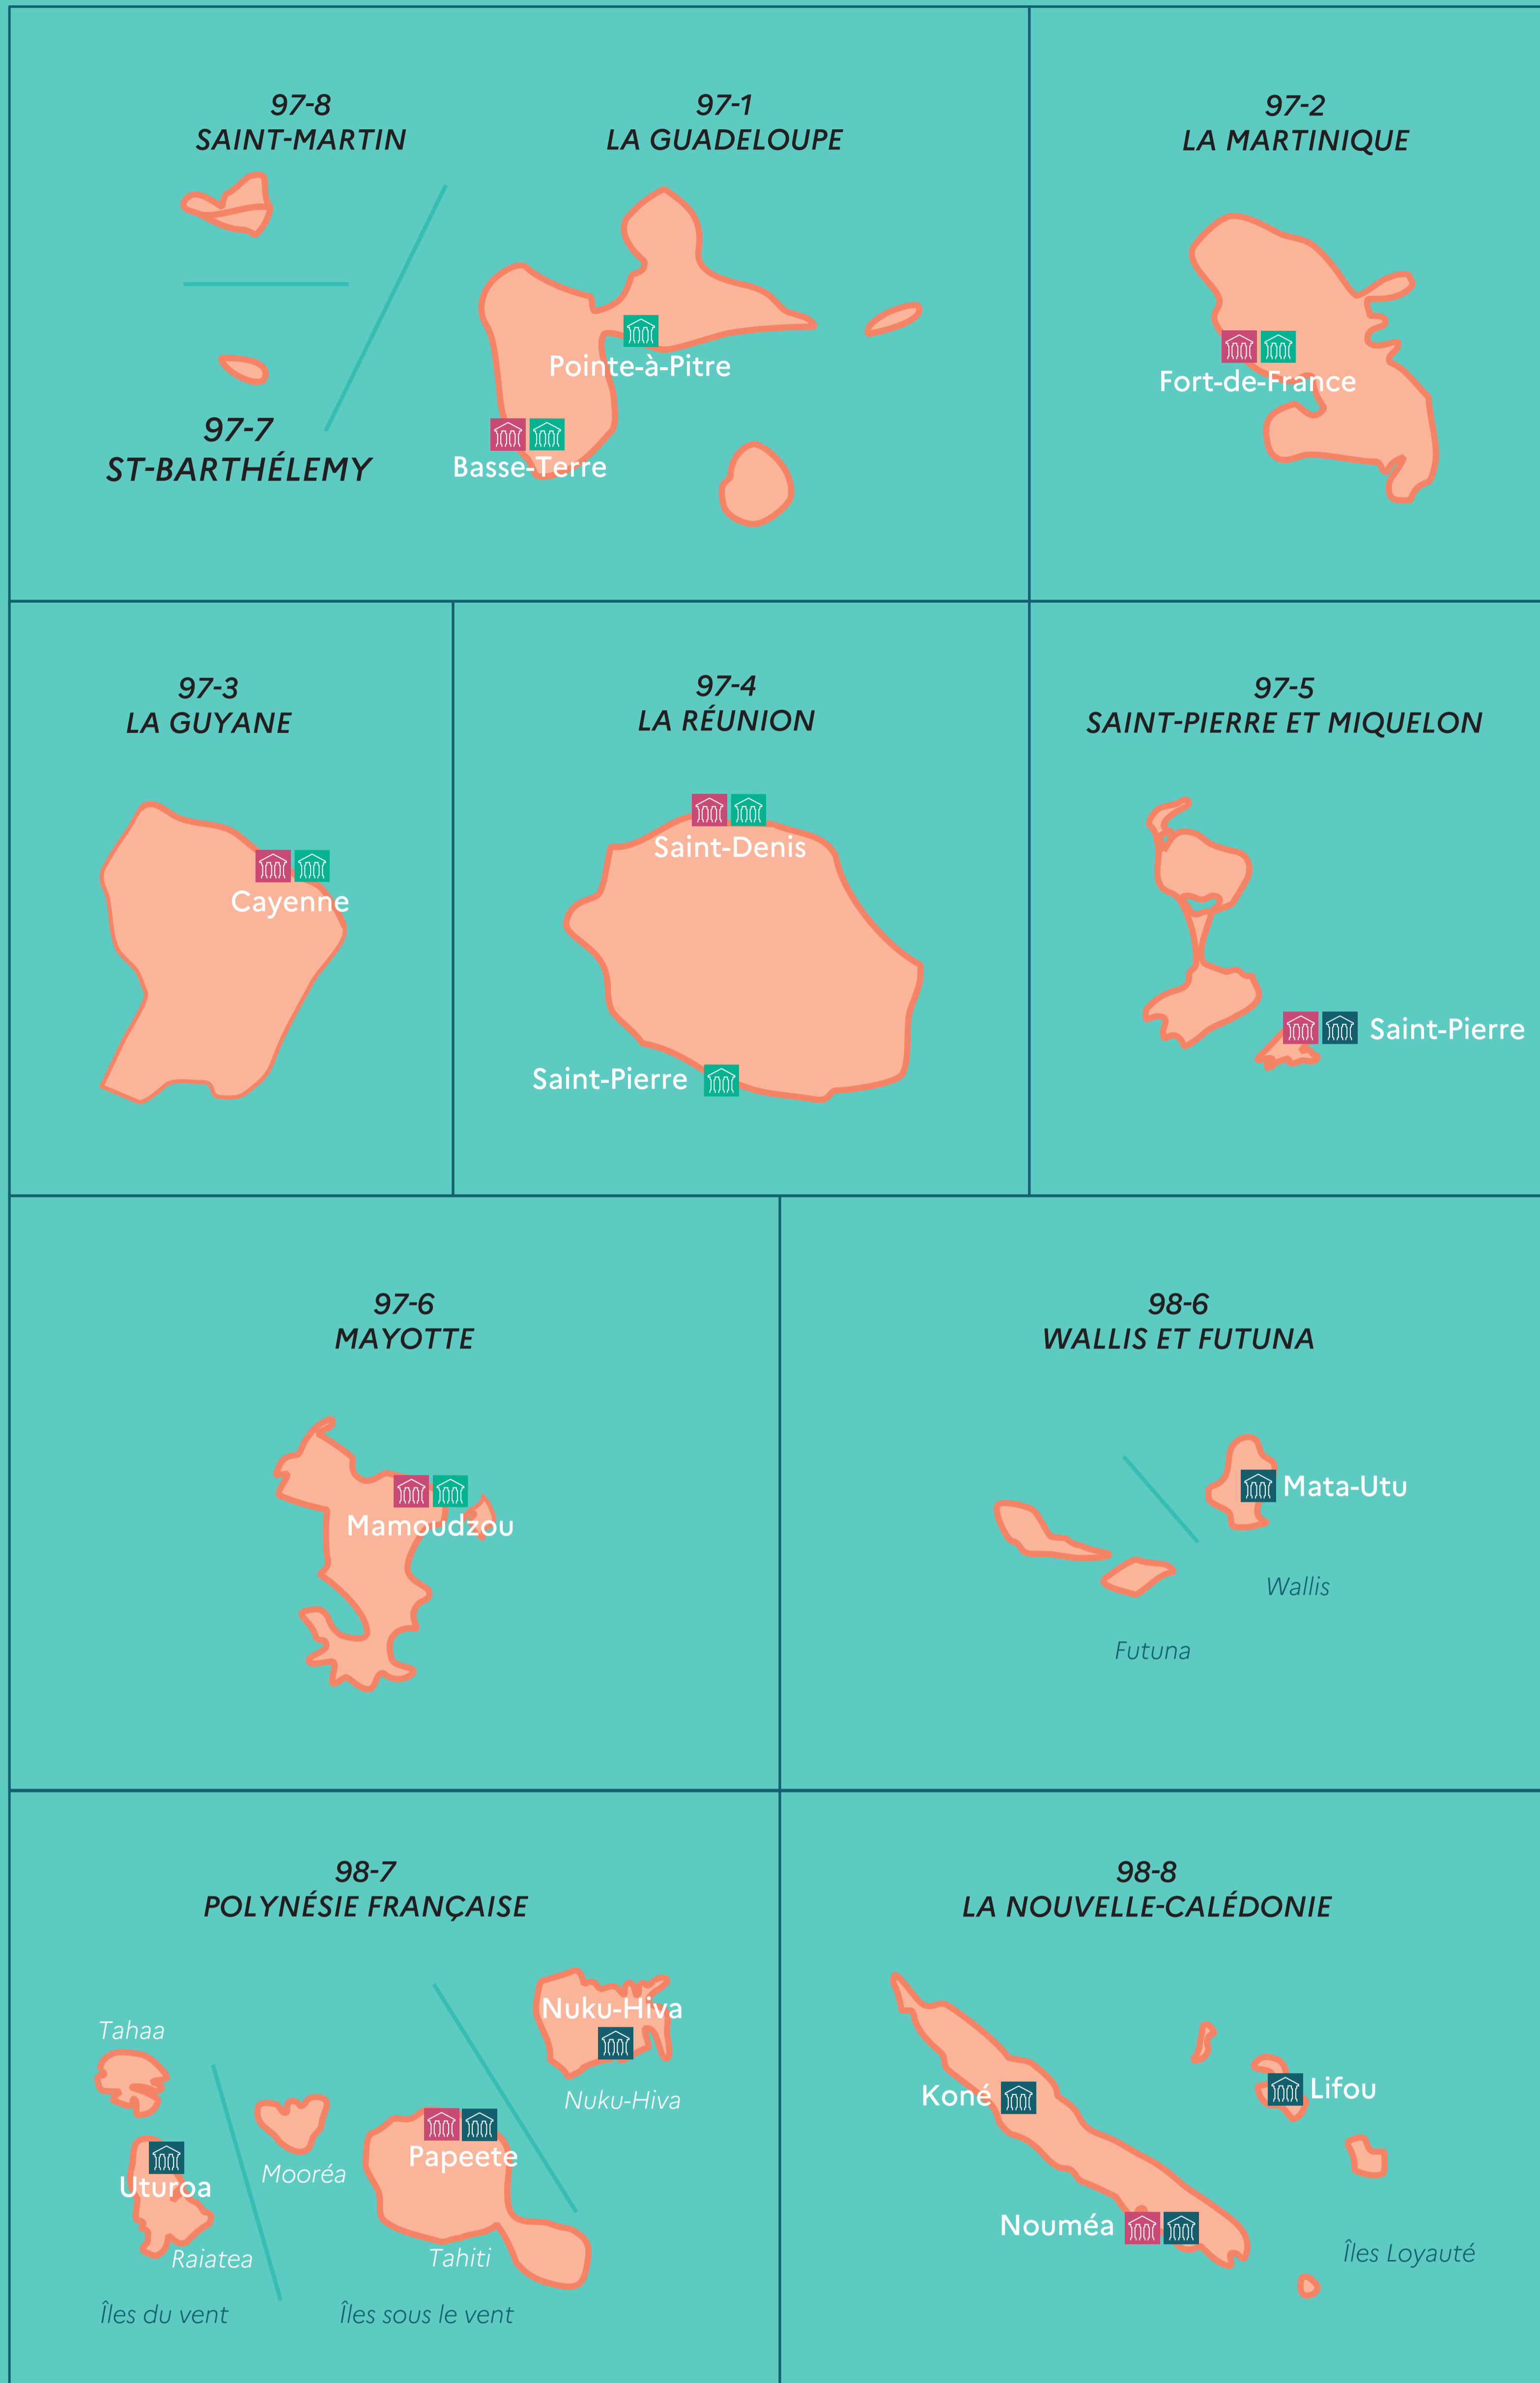 97-8
SAINT-MARTIN
97-7
ST-BARTHÉLEMY
97-1
LA GUADELOUPE
Pointe-à-Pitre
Basse-Terre
97-2
LA MARTINIQUE
Fort-de-France
97-3
LA GUYANE
Cayenne
97-4
LA RÉUNION
Saint-Denis
Saint-Pierre
97-5
SAINT-PIERRE ET MIQUELON
Saint-Pierre
97-6
MAYOTTE
Mamoudzou
98-6
WALLIS ET FUTUNA
Mata-Utu
Wallis
Futuna
98-7
POLYNÉSIE FRANÇAISE
Nuku-Hiva
Nuku-Hiva
Tahaa
Uturoa
Raiatea
Mooréa
Papeete
Tahiti
Îles du vent
Îles sous le vent
98-8
LA NOUVELLE-CALÉDONIE
Koné
Lifou
Nouméa
Îles Loyauté